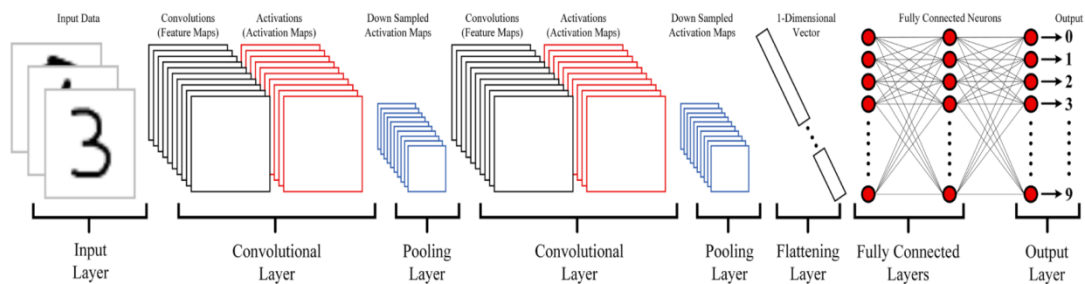 Input Data
Convolutions
(Feature Maps)
Activations
(Activation Maps)
Down Sampled
Activation Maps
Convolutions
(Feature Maps)
Activations
(Activation Maps)
Down Sampled
Activation Maps
1-Dimensional
Vector
Fully Connected Neurons
Output
3
0
1
2
3
9
Input
Layer
Convolutional
Layer
Pooling
Layer
Convolutional
Layer
Pooling
Layer
Flattening
Layer
Fully Connected
Layers
Output
Layer